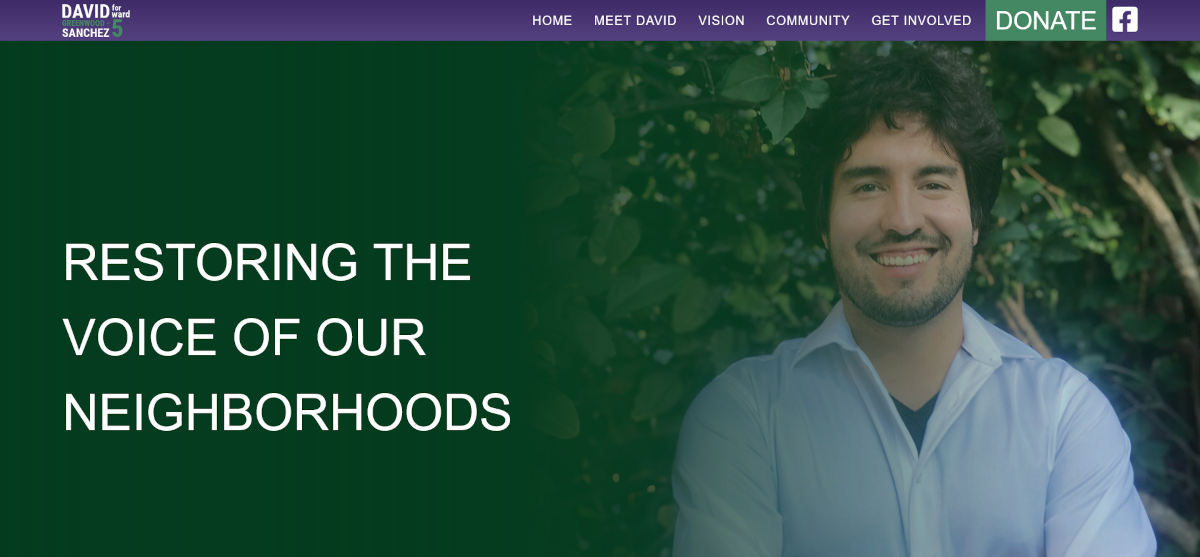 DAVID for ward
GREENWOOD -
SANCHEZ 5
HOME MEET DAVID VISION COMMUNITY GET INVOLVED DONATE
RESTORING THE
VOICE OF OUR
NEIGHBORHOODS